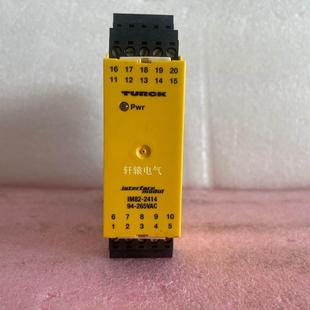 16 17 18 19 20
11 12 13 14 15
TURCK
Pwr
轩辕电气
interface
modul
IM82-2414
94-265VAC
6 7 8 9 10
1 2 3 4 5